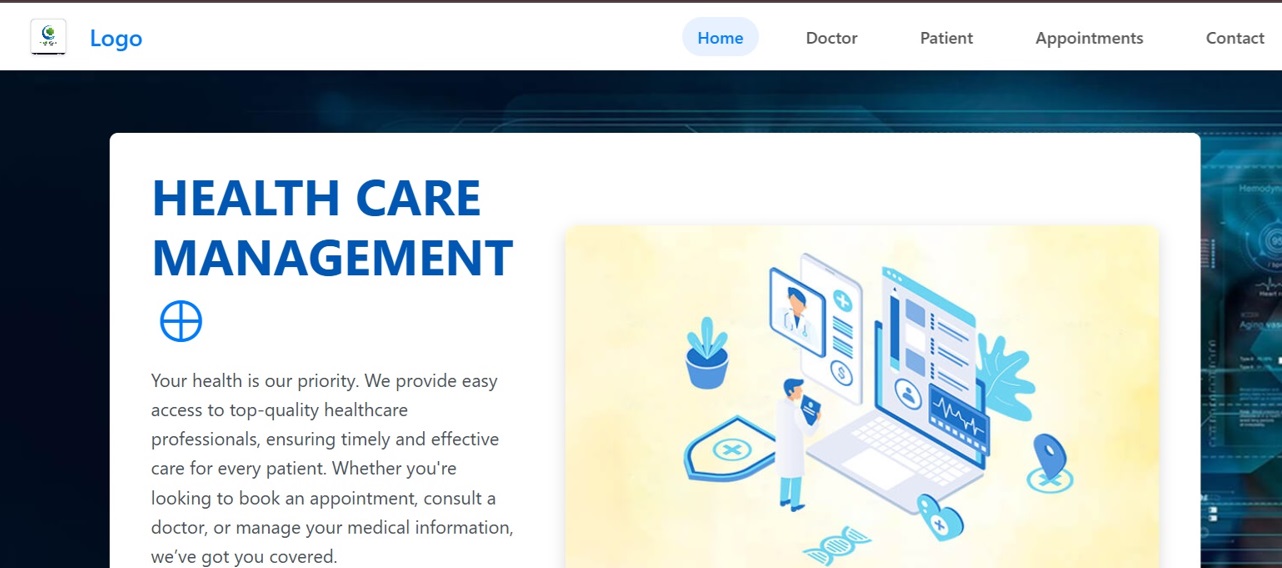 Logo
Home
Doctor
Patient
Appointments
Contact
HEALTH CARE
MANAGEMENT
Your health is our priority. We provide easy
access to top-quality healthcare
professionals, ensuring timely and effective
care for every patient. Whether you're
looking to book an appointment, consult a
doctor, or manage your medical information,
we’ve got you covered.
Hemodyn